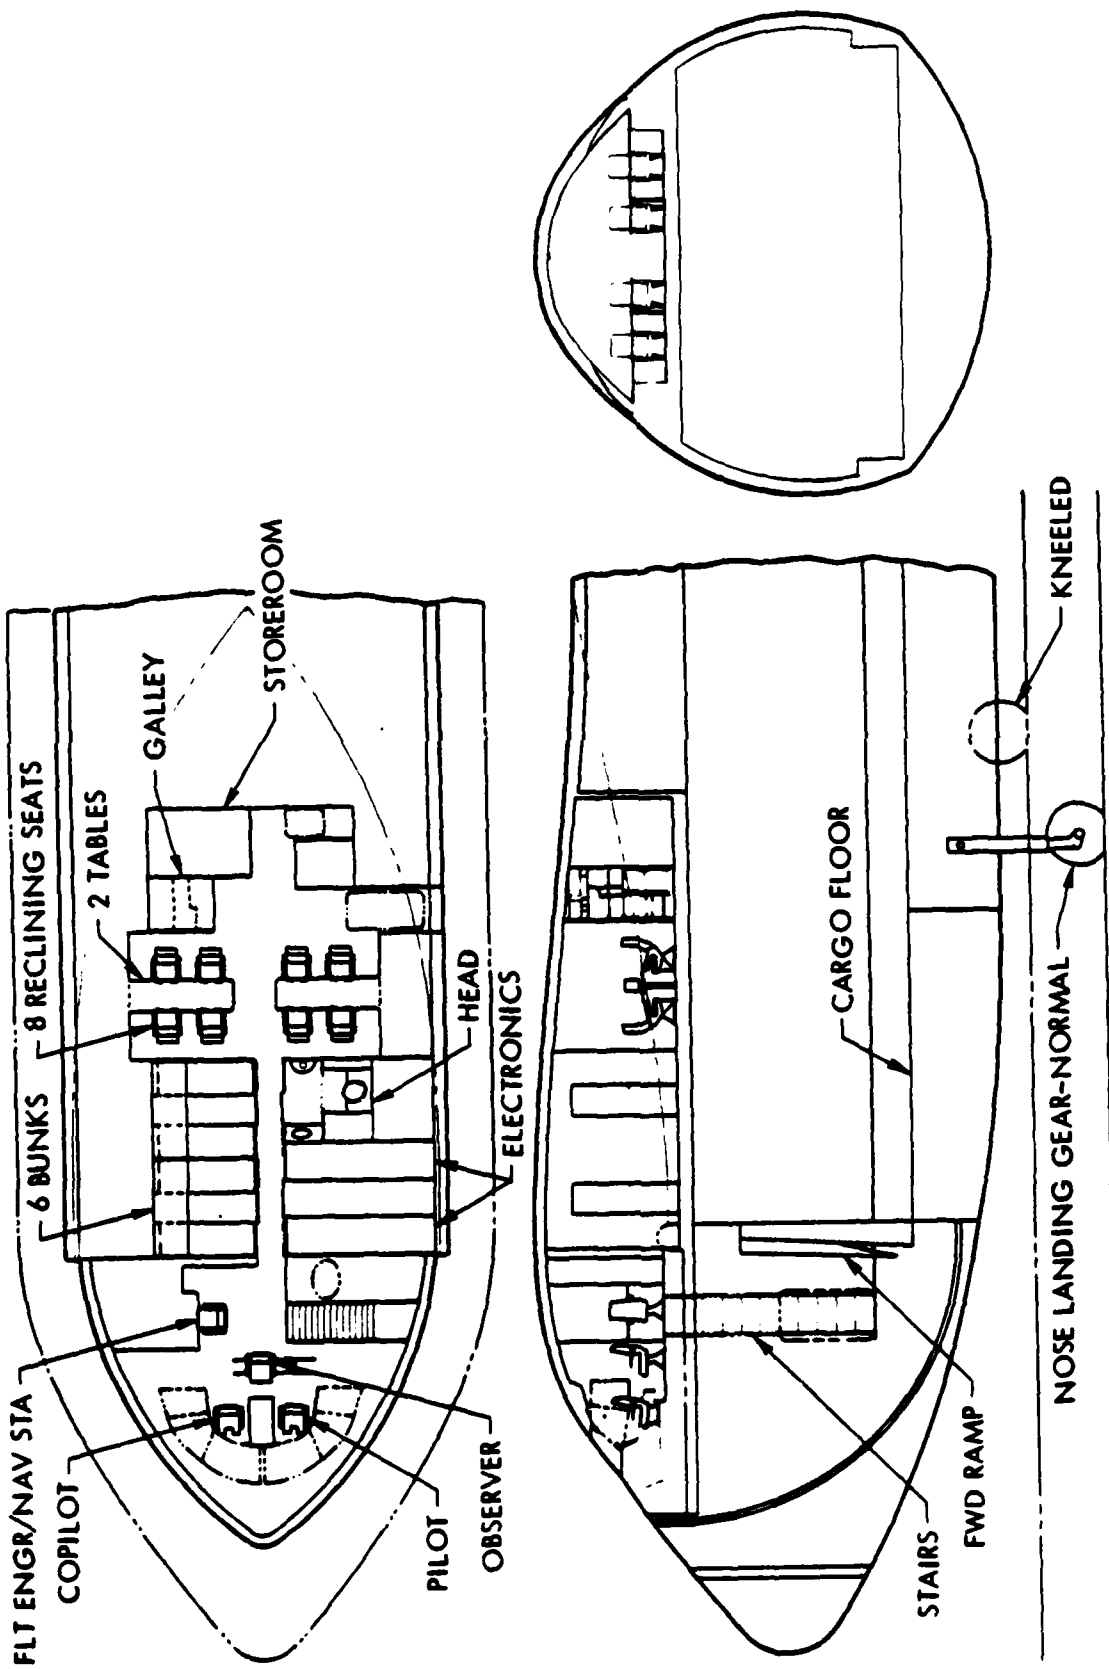 FLT ENGR/NAV STA
COPILOT
6 BUNKS
8 RECLINING SEATS
2 TABLES
GALLEY
STOREROOM
PILOT
OBSERVER
ELECTRONICS
HEAD
STAIRS
FWD RAMP
CARGO FLOOR
NOSE LANDING GEAR-NORMAL
KNEELED